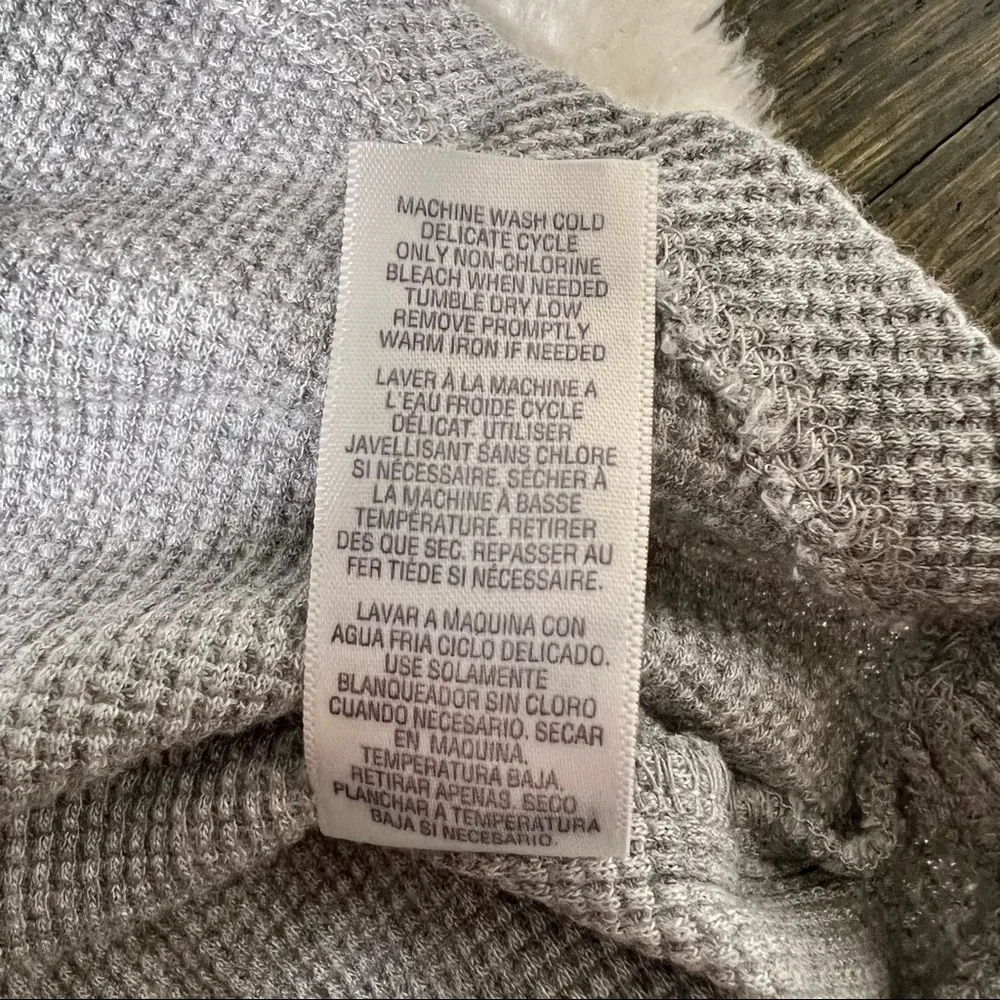 MACHINE WASH COLD
DELICATE CYCLE
ONLY NON-CHLORINE
BLEACH WHEN NEEDED
TUMBLE DRY LOW
REMOVE PROMPTLY
WARM IRON IF NEEDED
LAVER À LA MACHINE A
L'EAU FROIDE CYCLE
DÉLICAT. UTILISER
JAVELLISANT SANS CHLORE
SI NÉCESSAIRE. SÉCHER À
LA MACHINE À BASSE
TEMPÉRATURE. RETIRER
DES QUE SEC. REPASSER AU
FER TIÉDE SI NÉCESSAIRE.
LAVAR A MAQUINA CON
AGUA FRIA CICLO DELICADO.
USE SOLAMENTE
BLANQUEADOR SIN CLORO
CUANDO NECESARIO. SECAR
EN MAQUINA.
TEMPERATURA BAJA.
RETIRAR APENAS SECO
PLANCHAR A TEMPERATURA
BAJA SI NECESARIO.